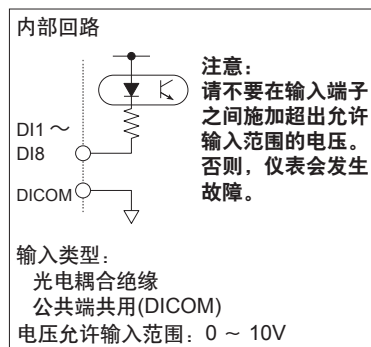 内部回路
注意：
请不要在输入端子
之间施加超出允许
输入范围的电压。
否则，仪表会发生
故障。
DI1 ～
DI8
DICOM
输入类型：
光电耦合绝缘
公共端共用(DICOM)
电压允许输入范围：0 ～ 10V